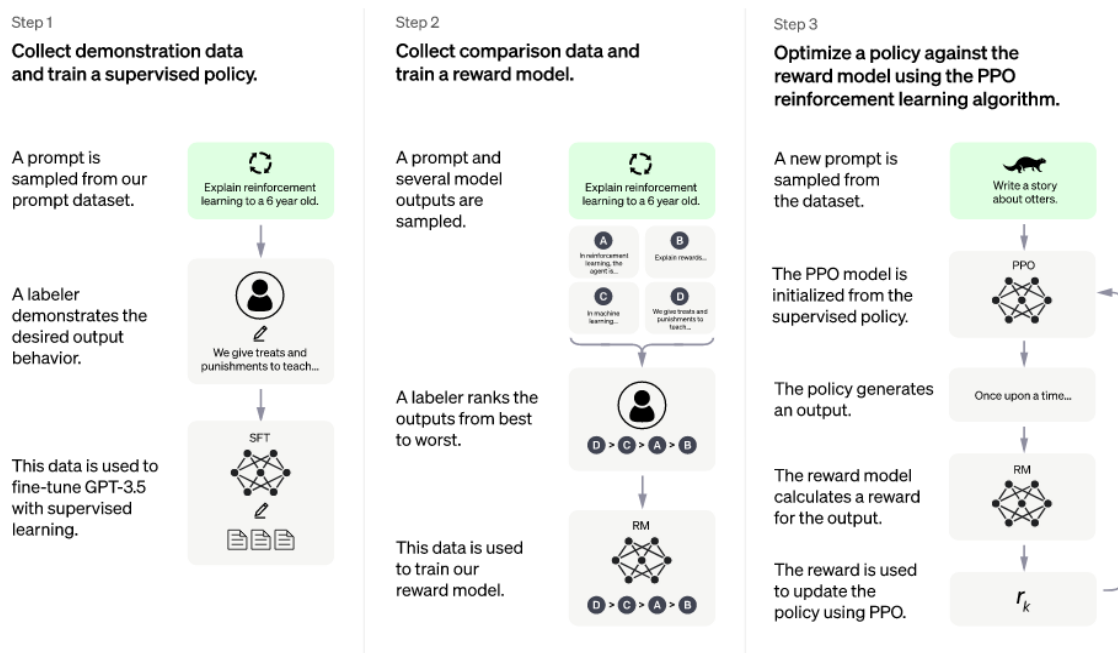 Step 1
Collect demonstration data
and train a supervised policy.
A prompt is
sampled from our
prompt dataset.
Explain reinforcement
learning to a 6 year old.
A labeler
demonstrates the
desired output
behavior.
We give treats and
punishments to teach...
This data is used to
fine-tune GPT-3.5
with supervised
learning.
SFT
Step 2
Collect comparison data and
train a reward model.
A prompt and
several model
outputs are
sampled.
Explain reinforcement
learning to a 6 year old.
A
In reinforcement
learning, the
agent is...
B
Explain rewards...
C
In machine
learning...
D
We give treats and
punishments to
teach...
A labeler ranks the
outputs from best
to worst.
D > C > A > B
This data is used
to train our
reward model.
RM
D > C > A > B
Step 3
Optimize a policy against the
reward model using the PPO
reinforcement learning algorithm.
A new prompt is
sampled from
the dataset.
Write a story
about otters.
The PPO model is
initialized from the
supervised policy.
PPO
The policy generates
an output.
Once upon a time...
The reward model
calculates a reward
for the output.
RM
The reward is used
to update the
policy using PPO.
rk